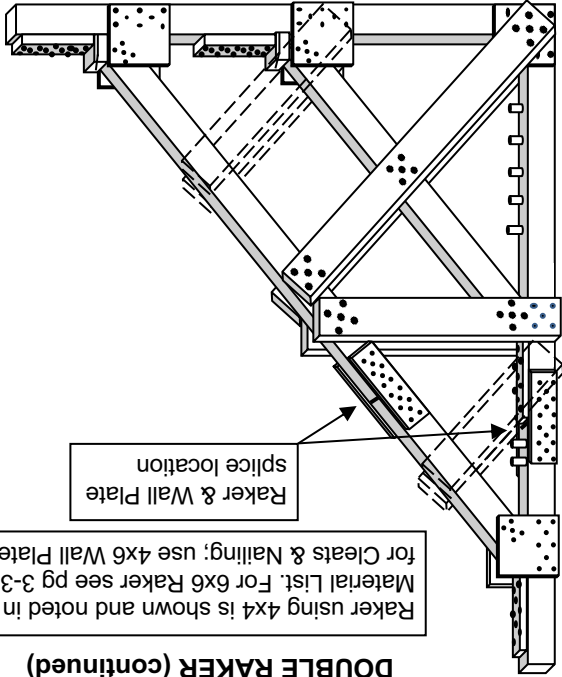 DOUBLE RAKER (continued)
Raker using 4x4 is shown and noted in
Material List. For 6x6 Raker see pg 3-3
for Cleats & Nailing; use 4x6 Wall Plate
Raker & Wall Plate
splice location